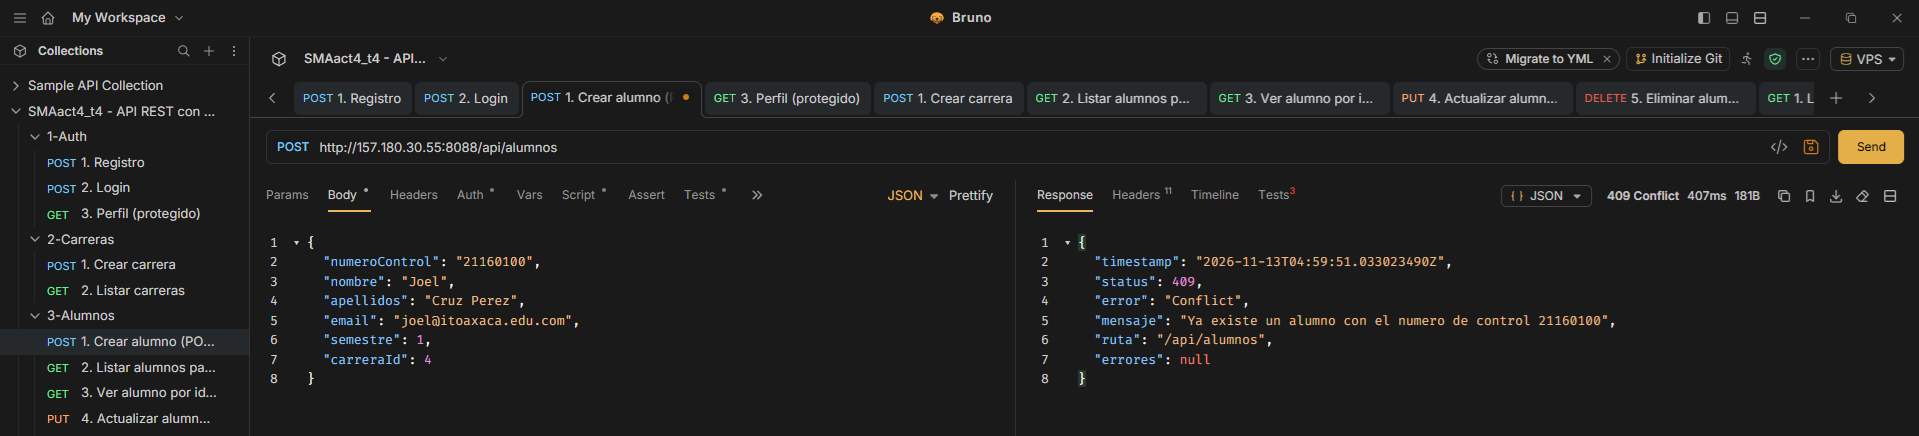 My Workspace
Bruno
Collections
SMAact4_t4 - API...
Migrate to YML
Initialize Git
VPS
Sample API Collection
SMAact4_t4 - API REST con ...
1-Auth
POST 1. Registro
POST 2. Login
GET 3. Perfil (protegido)
2-Carreras
POST 1. Crear carrera
GET 2. Listar carreras
3-Alumnos
POST 1. Crear alumno (PO...
GET 2. Listar alumnos pa...
GET 3. Ver alumno por id...
PUT 4. Actualizar alumn...
POST 1. Registro
POST 2. Login
POST 1. Crear alumno (
GET 3. Perfil (protegido)
POST 1. Crear carrera
GET 2. Listar alumnos p...
GET 3. Ver alumno por i...
PUT 4. Actualizar alumn...
DELETE 5. Eliminar alum...
GET 1. L
POST http://157.180.30.55:8088/api/alumnos
</>
Send
Params
Body
Headers
Auth
Vars
Script
Assert
Tests
JSON
Prettify
1 {
2 "numeroControl": "21160100",
3 "nombre": "Joel",
4 "apellidos": "Cruz Perez",
5 "email": "joel@itoaxaca.edu.com",
6 "semestre": 1,
7 "carreraId": 4
8 }
Response
Headers 11
Timeline
Tests 3
{ } JSON
409 Conflict 407ms 181B
1 {
2 "timestamp": "2026-11-13T04:59:51.033023490Z",
3 "status": 409,
4 "error": "Conflict",
5 "mensaje": "Ya existe un alumno con el numero de control 21160100",
6 "ruta": "/api/alumnos",
7 "errores": null
8 }